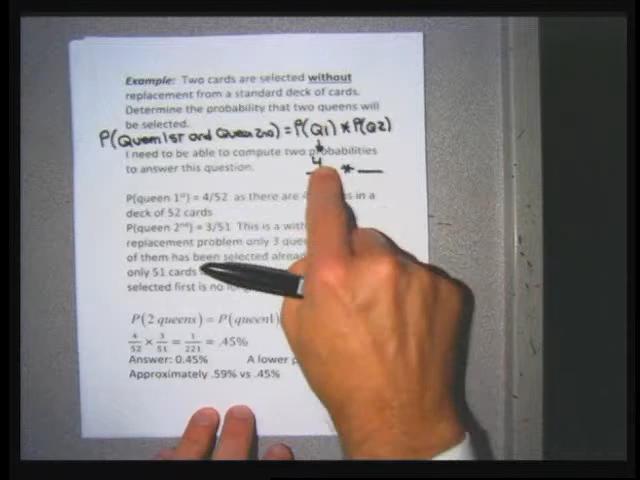 Example: Two cards are selected without
replacement from a standard deck of cards.
Determine the probability that two queens will
be selected.
P(Queen 1st and Queen 2nd) = P(Q1) * P(Q2)
I need to be able to compute two probabilities
to answer this question.
4 * __
P(queen 1st) = 4/52 as there are 4 in a
deck of 52 cards
P(queen 2nd) = 3/51 This is a
replacement problem only 3
of them has been selected
only 51 cards
selected first is no
P(2 queens) = P(queen1)
4/52 × 3/51 = 1/221 = .45%
Answer: 0.45% A lower
Approximately .59% vs .45%